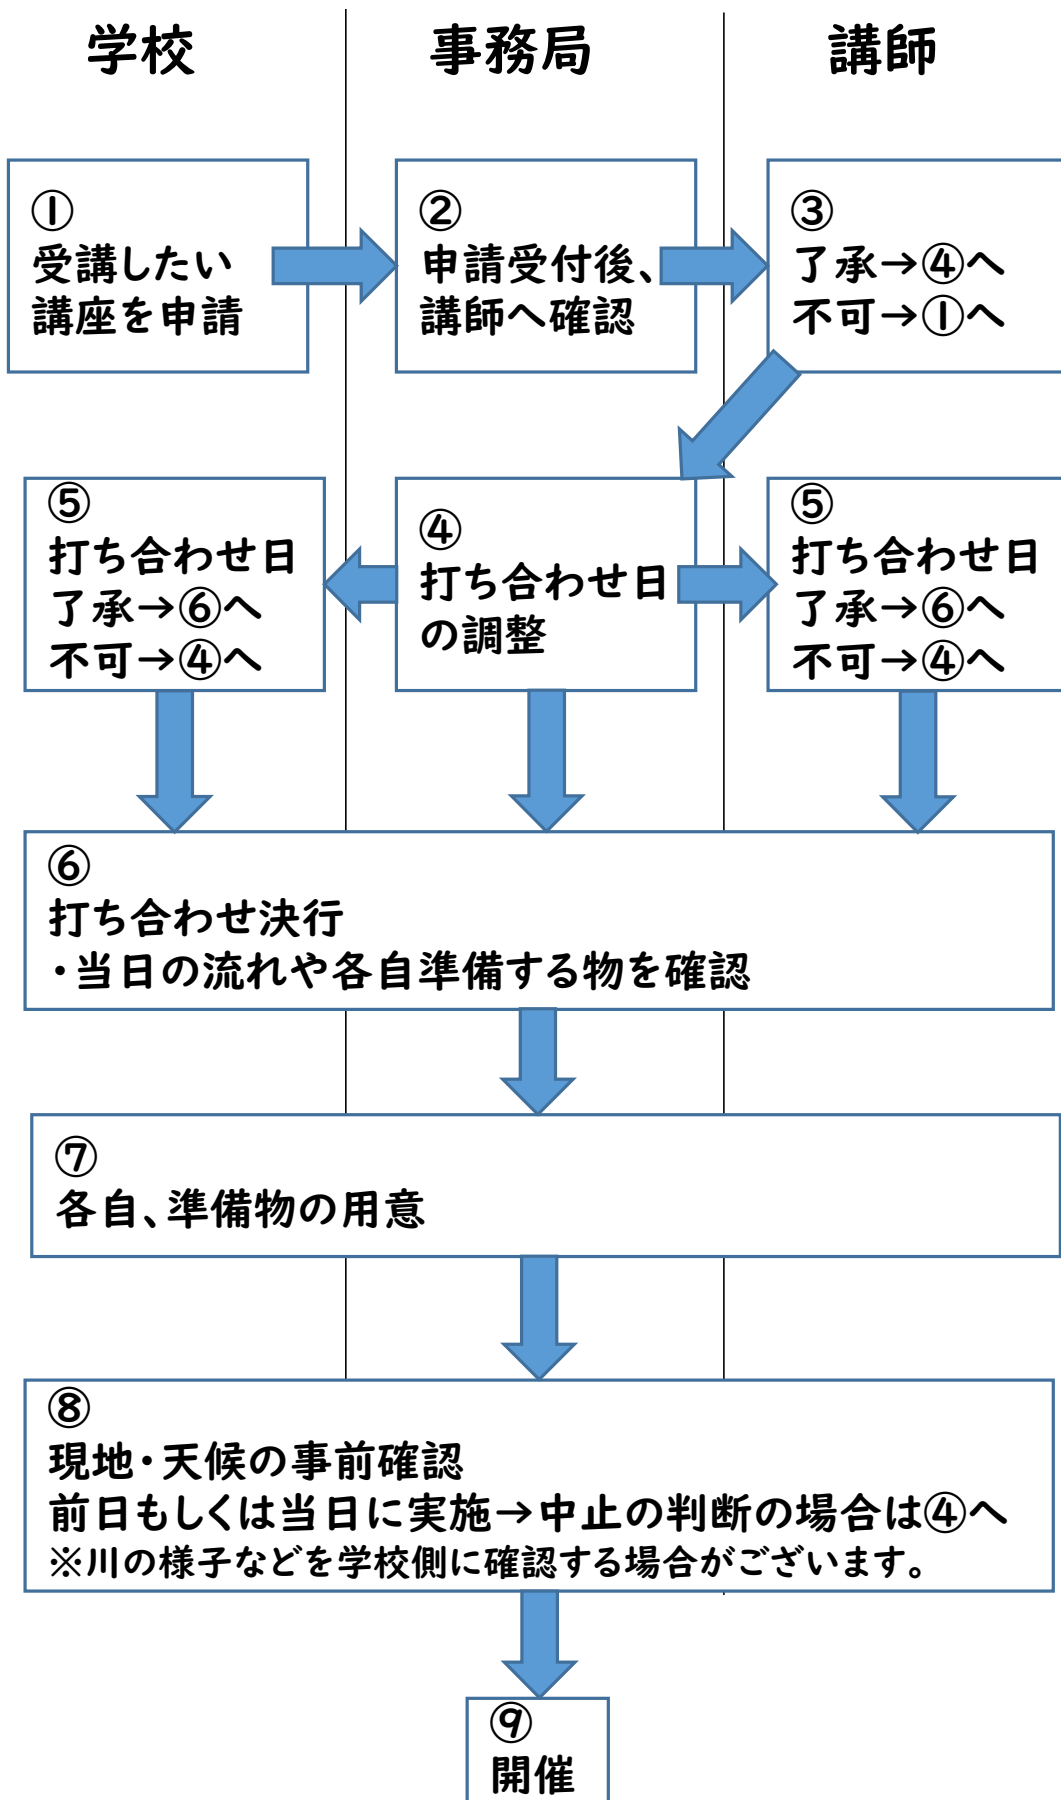 学校
事務局
講師
①
受講したい
講座を申請
②
申請受付後、
講師へ確認
③
了承→④へ
不可→①へ
⑤
打ち合わせ日
了承→⑥へ
不可→④へ
④
打ち合わせ日
の調整
⑤
打ち合わせ日
了承→⑥へ
不可→④へ
⑥
打ち合わせ決行
・当日の流れや各自準備する物を確認
⑦
各自、準備物の用意
⑧
現地・天候の事前確認
前日もしくは当日に実施→中止の判断の場合は④へ
※川の様子などを学校側に確認する場合がございます。
⑨
開催